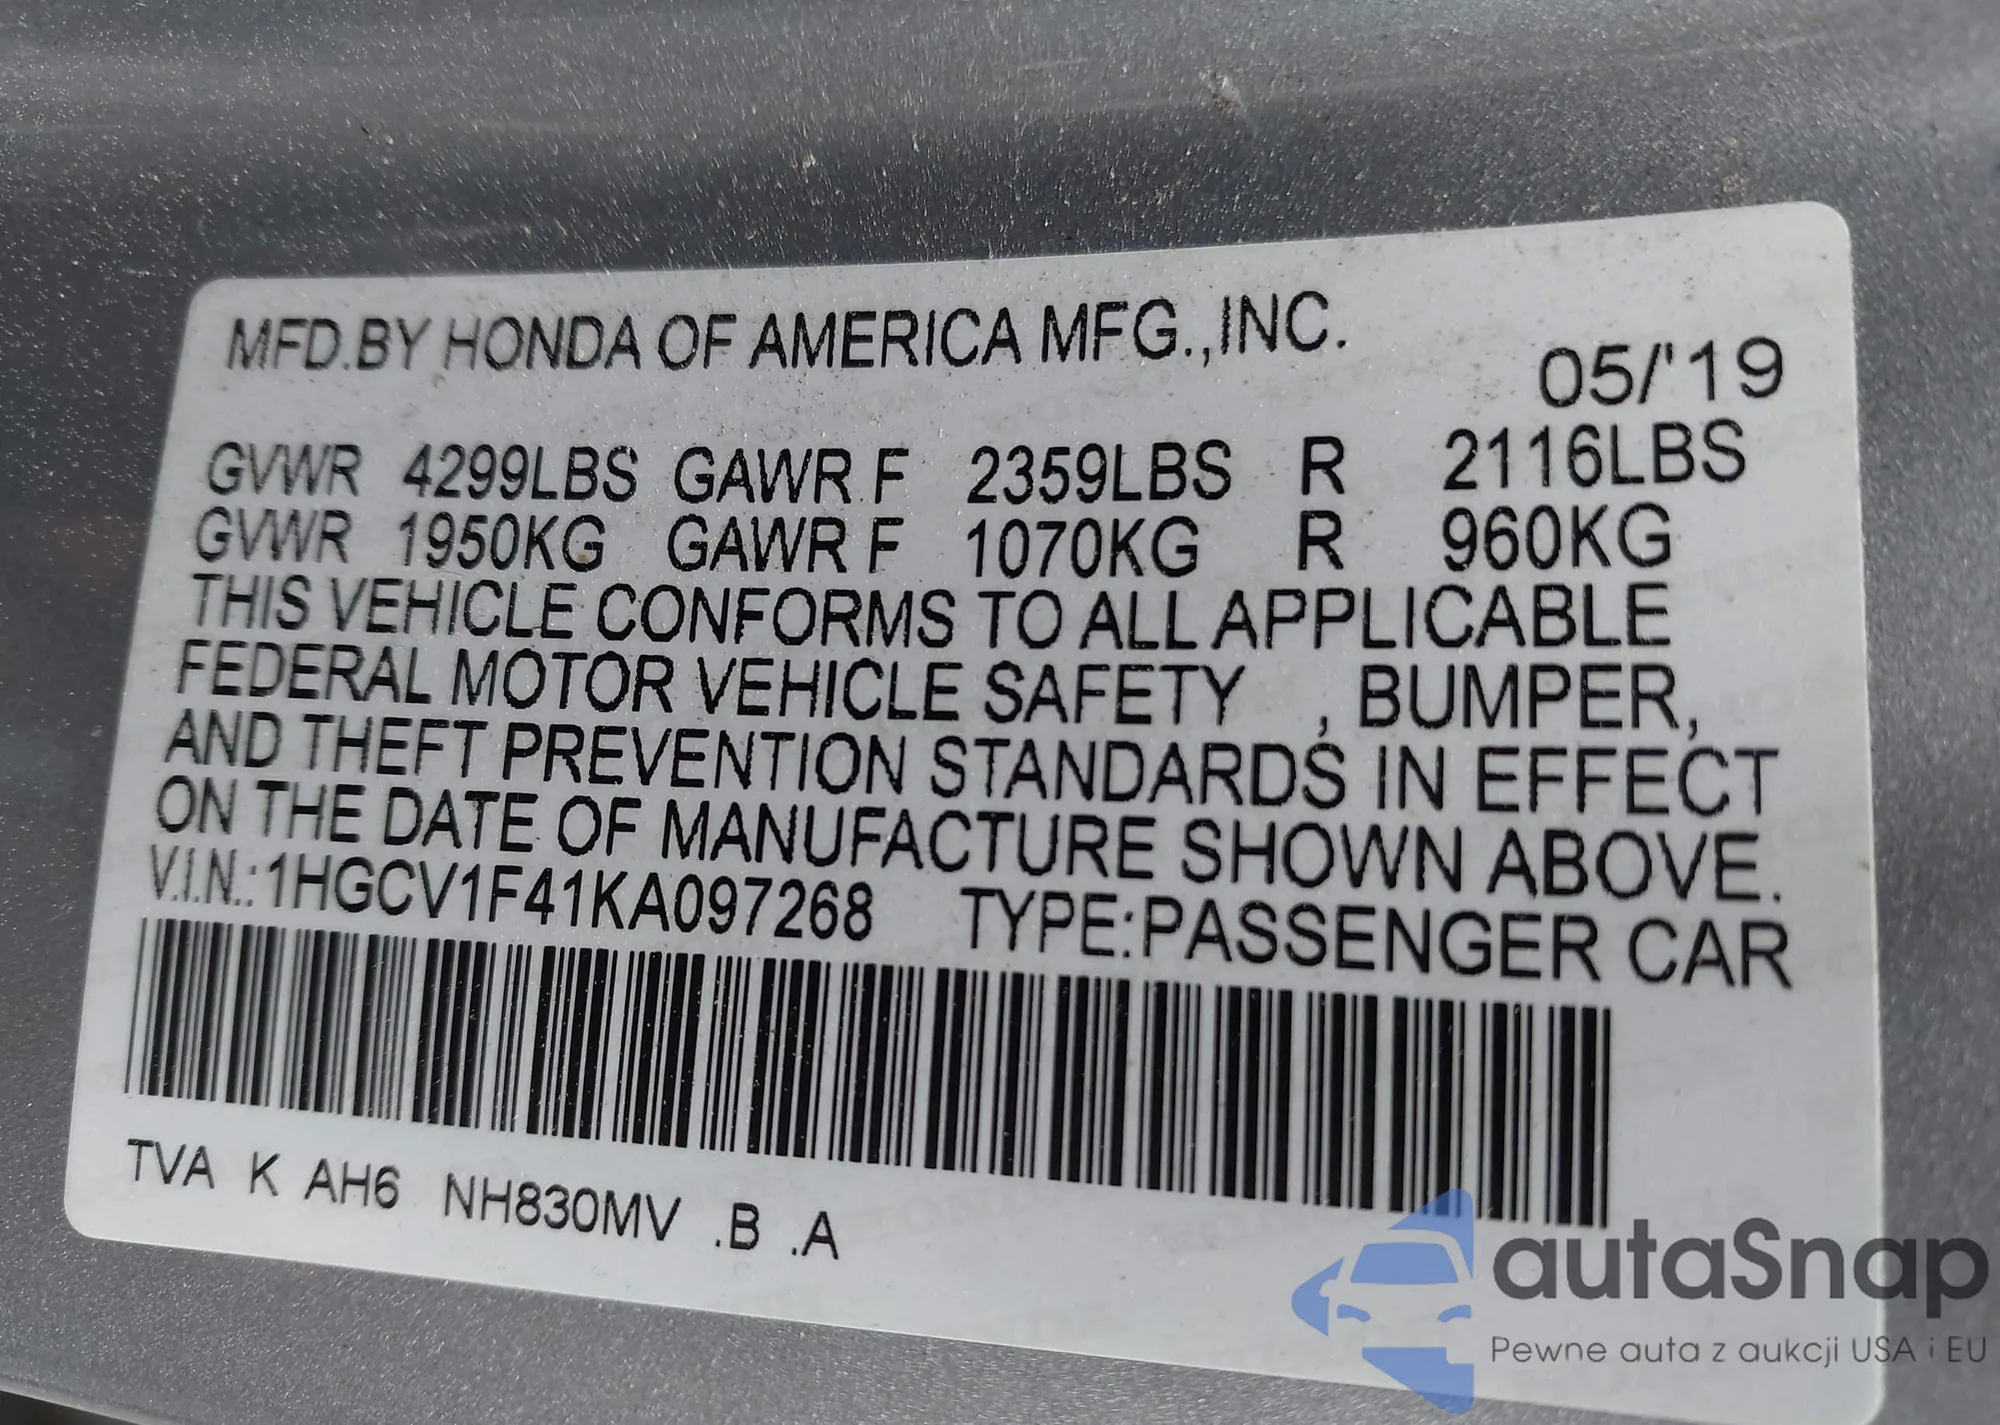 MFD.BY HONDA OF AMERICA MFG.,INC.
05/'19
GVWR 4299LBS GAWR F 2359LBS R 2116LBS
GVWR 1950KG GAWR F 1070KG R 960KG
THIS VEHICLE CONFORMS TO ALL APPLICABLE
FEDERAL MOTOR VEHICLE SAFETY , BUMPER,
AND THEFT PREVENTION STANDARDS IN EFFECT
ON THE DATE OF MANUFACTURE SHOWN ABOVE.
V.I.N.:1HGCV1F41KA097268 TYPE:PASSENGER CAR
TVA K AH6 NH830MV .B .A
autaSnap
Pewne auta z aukcji USA i EU